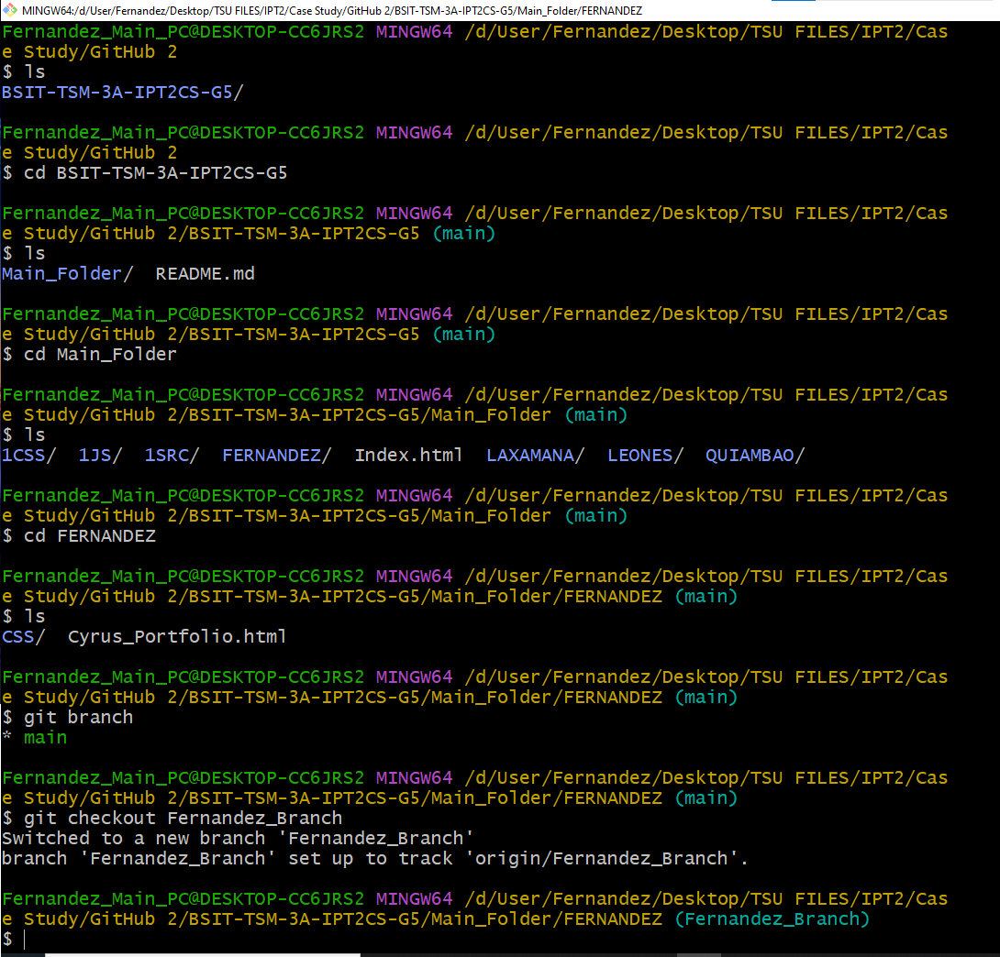 MINGW64:/d/User/Fernandez/Desktop/TSU FILES/IPT2/Case Study/GitHub 2/BSIT-TSM-3A-IPT2CS-G5/Main_Folder/FERNANDEZ
Fernandez_Main_PC@DESKTOP-CC6JRS2 MINGW64 /d/User/Fernandez/Desktop/TSU FILES/IPT2/Cas
e Study/GitHub 2
$ ls
BSIT-TSM-3A-IPT2CS-G5/
Fernandez_Main_PC@DESKTOP-CC6JRS2 MINGW64 /d/User/Fernandez/Desktop/TSU FILES/IPT2/Cas
e Study/GitHub 2
$ cd BSIT-TSM-3A-IPT2CS-G5
Fernandez_Main_PC@DESKTOP-CC6JRS2 MINGW64 /d/User/Fernandez/Desktop/TSU FILES/IPT2/Cas
e Study/GitHub 2/BSIT-TSM-3A-IPT2CS-G5 (main)
$ ls
Main_Folder/  README.md
Fernandez_Main_PC@DESKTOP-CC6JRS2 MINGW64 /d/User/Fernandez/Desktop/TSU FILES/IPT2/Cas
e Study/GitHub 2/BSIT-TSM-3A-IPT2CS-G5 (main)
$ cd Main_Folder
Fernandez_Main_PC@DESKTOP-CC6JRS2 MINGW64 /d/User/Fernandez/Desktop/TSU FILES/IPT2/Cas
e Study/GitHub 2/BSIT-TSM-3A-IPT2CS-G5/Main_Folder (main)
$ ls
1CSS/  1JS/  1SRC/  FERNANDEZ/  Index.html  LAXAMANA/  LEONES/  QUIAMBAO/
Fernandez_Main_PC@DESKTOP-CC6JRS2 MINGW64 /d/User/Fernandez/Desktop/TSU FILES/IPT2/Cas
e Study/GitHub 2/BSIT-TSM-3A-IPT2CS-G5/Main_Folder (main)
$ cd FERNANDEZ
Fernandez_Main_PC@DESKTOP-CC6JRS2 MINGW64 /d/User/Fernandez/Desktop/TSU FILES/IPT2/Cas
e Study/GitHub 2/BSIT-TSM-3A-IPT2CS-G5/Main_Folder/FERNANDEZ (main)
$ ls
CSS/  Cyrus_Portfolio.html
Fernandez_Main_PC@DESKTOP-CC6JRS2 MINGW64 /d/User/Fernandez/Desktop/TSU FILES/IPT2/Cas
e Study/GitHub 2/BSIT-TSM-3A-IPT2CS-G5/Main_Folder/FERNANDEZ (main)
$ git branch
* main
Fernandez_Main_PC@DESKTOP-CC6JRS2 MINGW64 /d/User/Fernandez/Desktop/TSU FILES/IPT2/Cas
e Study/GitHub 2/BSIT-TSM-3A-IPT2CS-G5/Main_Folder/FERNANDEZ (main)
$ git checkout Fernandez_Branch
Switched to a new branch 'Fernandez_Branch'
branch 'Fernandez_Branch' set up to track 'origin/Fernandez_Branch'.
Fernandez_Main_PC@DESKTOP-CC6JRS2 MINGW64 /d/User/Fernandez/Desktop/TSU FILES/IPT2/Cas
e Study/GitHub 2/BSIT-TSM-3A-IPT2CS-G5/Main_Folder/FERNANDEZ (Fernandez_Branch)
$